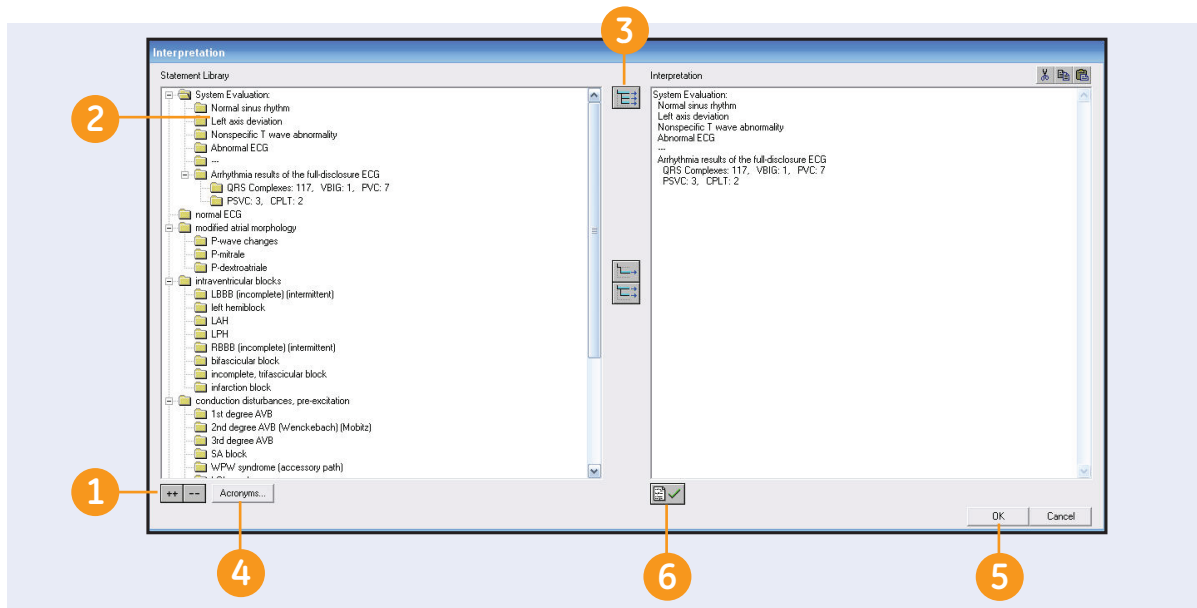 3
Interpretation
Statement Library
System Evaluation:
Normal sinus rhythm
Left axis deviation
Nonspecific T wave abnormality
Abnormal ECG
---
Arrhythmia results of the full-disclosure ECG
QRS Complexes: 117, VBIG: 1, PVC: 7
PSVC: 3, CPLT: 2
normal ECG
modified atrial morphology
P-wave changes
P-mitrale
P-dextroatriale
intraventricular blocks
LBBB (incomplete) (intermittent)
left hemiblock
LAH
LPH
RBBB (incomplete) (intermittent)
bifascicular block
incomplete, trifascicular block
infarction block
conduction disturbances, pre-excitation
1st degree AVB
2nd degree AVB (Wenckebach) (Mobitz)
3rd degree AVB
SA block
WPW syndrome (accessory path)
2
Interpretation
System Evaluation:
Normal sinus rhythm
Left axis deviation
Nonspecific T wave abnormality
Abnormal ECG
---
Arrhythmia results of the full-disclosure ECG
QRS Complexes: 117, VBIG: 1, PVC: 7
PSVC: 3, CPLT: 2
1
++ -- Acronyms...
OK Cancel
4
6
5